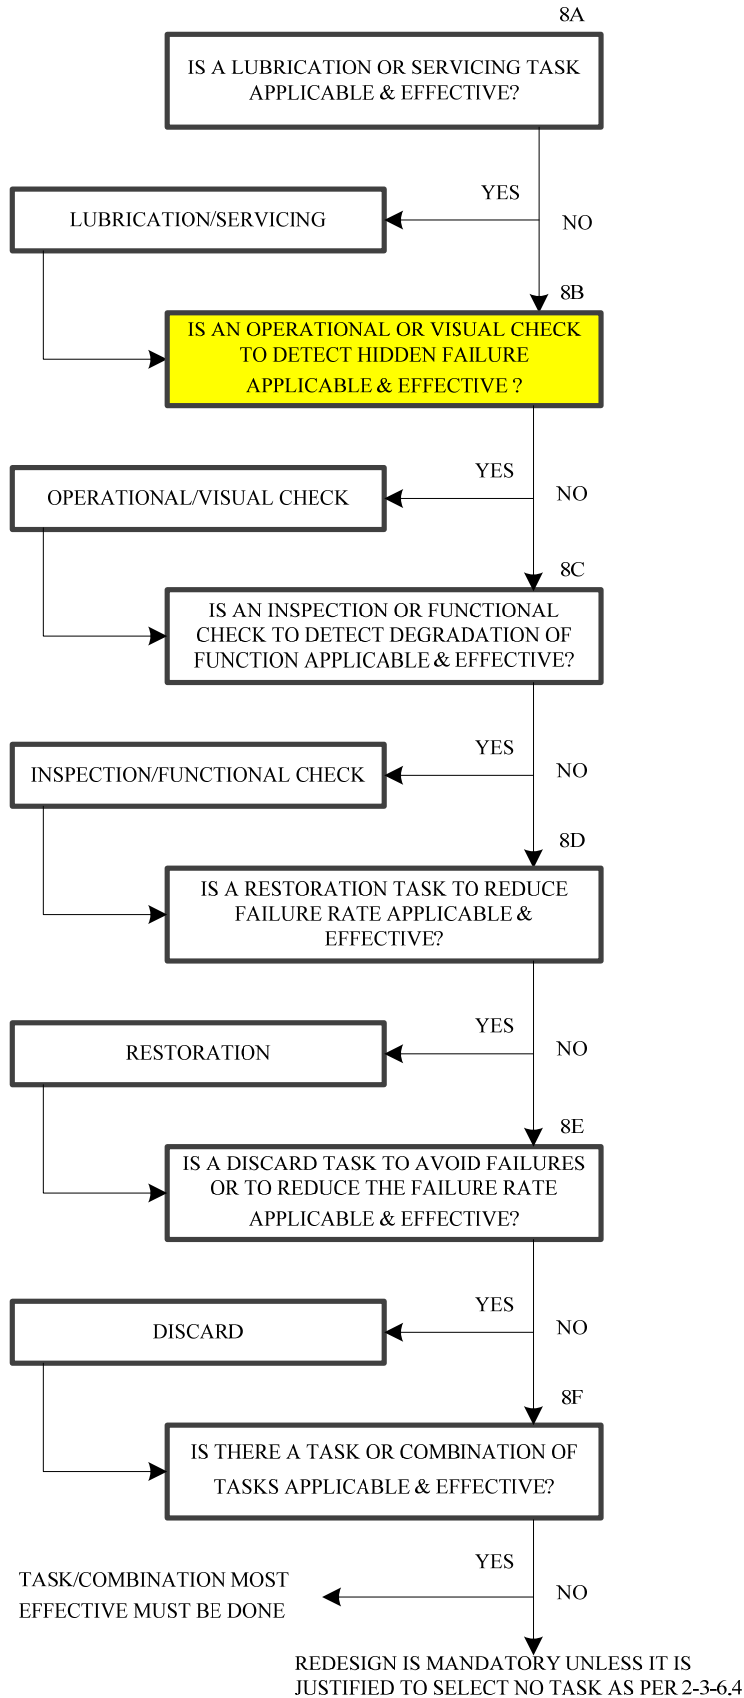 8A
IS A LUBRICATION OR SERVICING TASK
APPLICABLE & EFFECTIVE?
YES
LUBRICATION/SERVICING
NO
8B
IS AN OPERATIONAL OR VISUAL CHECK
TO DETECT HIDDEN FAILURE
APPLICABLE & EFFECTIVE ?
YES
OPERATIONAL/VISUAL CHECK
NO
8C
IS AN INSPECTION OR FUNCTIONAL
CHECK TO DETECT DEGRADATION OF
FUNCTION APPLICABLE & EFFECTIVE?
YES
INSPECTION/FUNCTIONAL CHECK
NO
8D
IS A RESTORATION TASK TO REDUCE
FAILURE RATE APPLICABLE &
EFFECTIVE?
YES
RESTORATION
NO
8E
IS A DISCARD TASK TO AVOID FAILURES
OR TO REDUCE THE FAILURE RATE
APPLICABLE & EFFECTIVE?
YES
DISCARD
NO
8F
IS THERE A TASK OR COMBINATION OF
TASKS APPLICABLE & EFFECTIVE?
YES
TASK/COMBINATION MOST
EFFECTIVE MUST BE DONE
NO
REDESIGN IS MANDATORY UNLESS IT IS
JUSTIFIED TO SELECT NO TASK AS PER 2-3-6.4